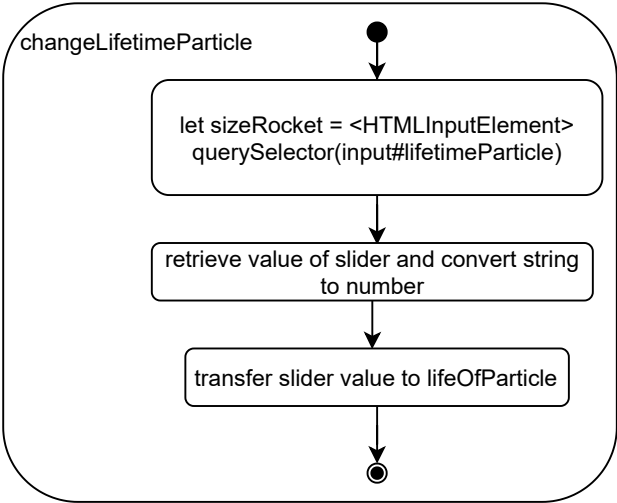 changeLifetimeParticle
let sizeRocket = <HTMLInputElement>
querySelector(input#lifetimeParticle)
retrieve value of slider and convert string
to number
transfer slider value to lifeOfParticle